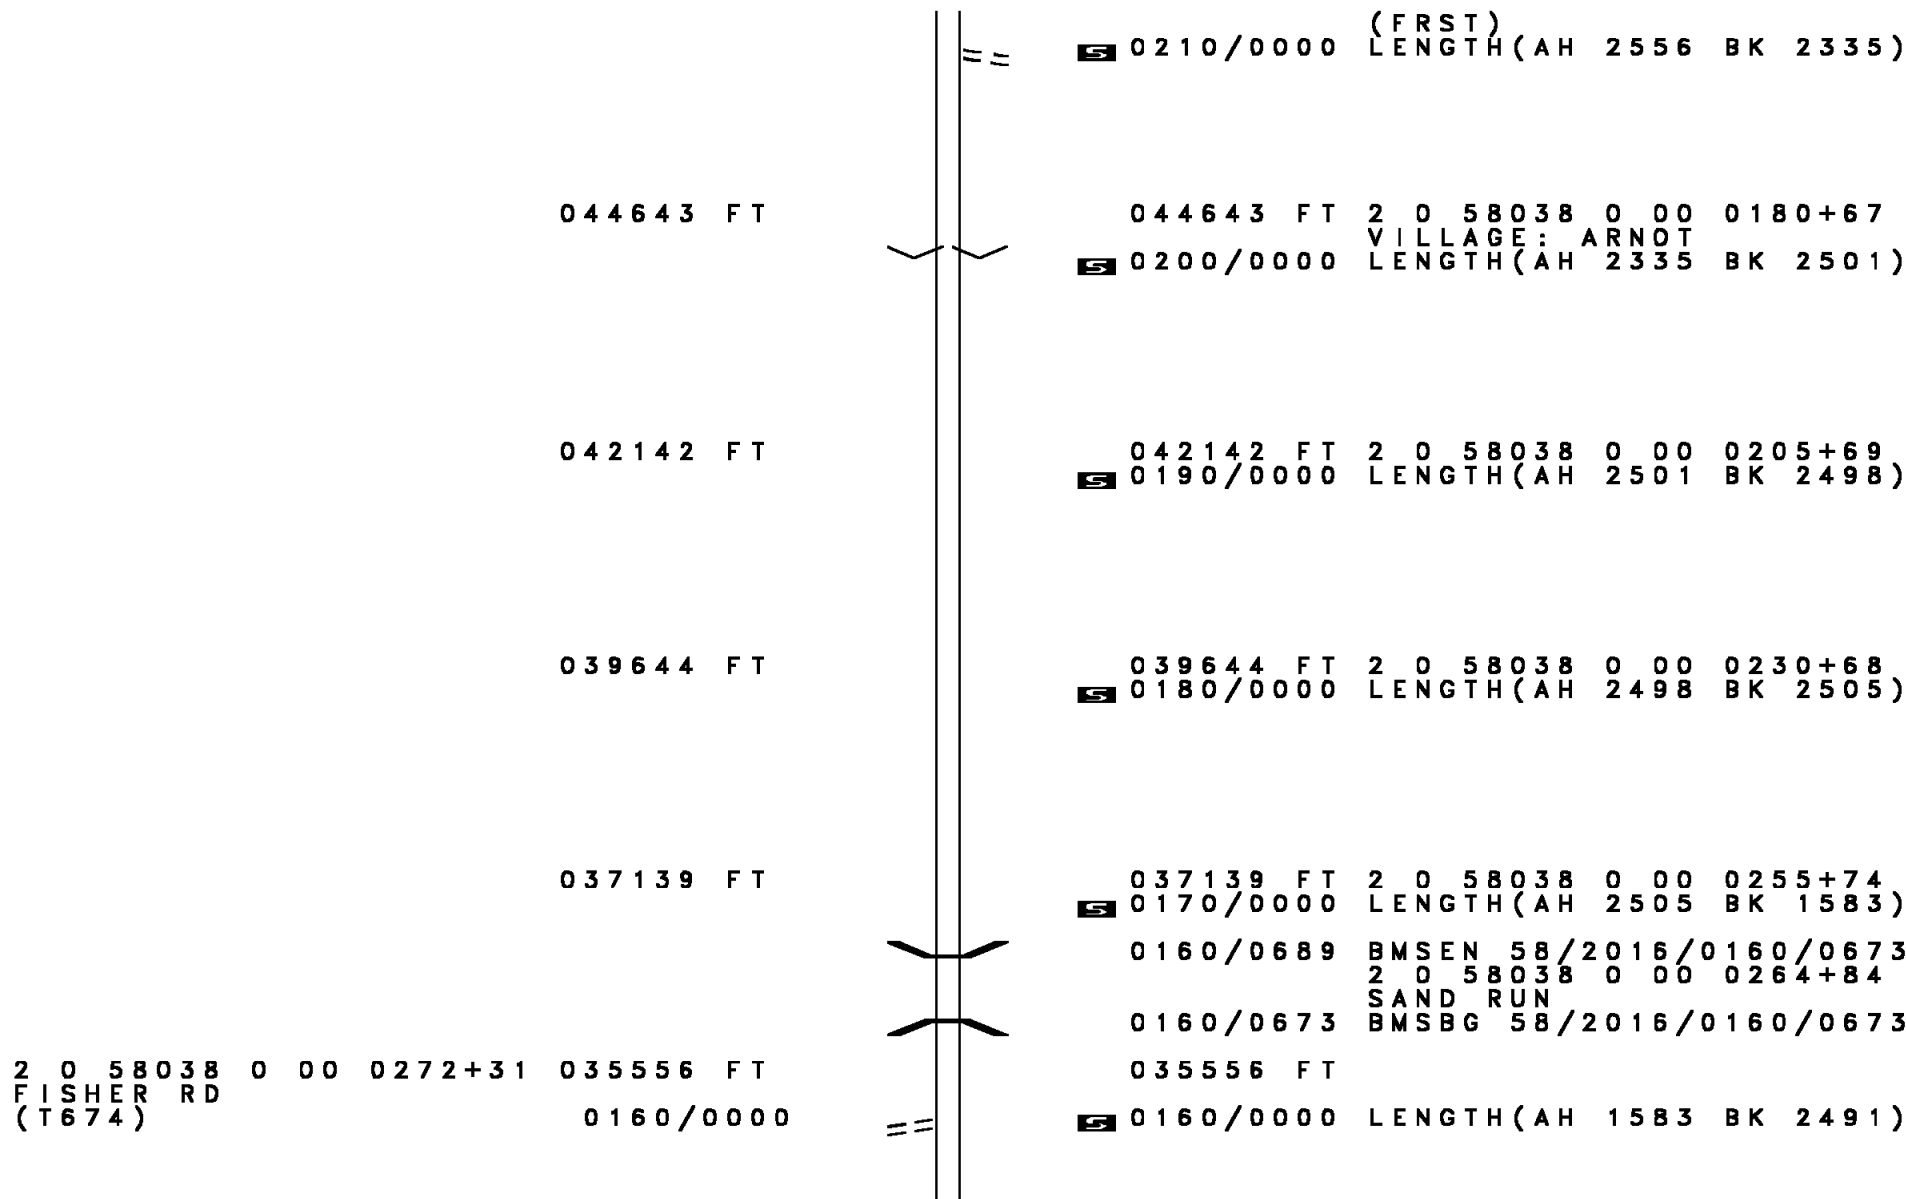 (FRST)
S 0210/0000 LENGTH(AH 2556 BK 2335)
044643 FT 044643 FT 2 0 58038 0 00 0180+67
VILLAGE: ARNOT
S 0200/0000 LENGTH(AH 2335 BK 2501)
042142 FT 042142 FT 2 0 58038 0 00 0205+69
S 0190/0000 LENGTH(AH 2501 BK 2498)
039644 FT 039644 FT 2 0 58038 0 00 0230+68
S 0180/0000 LENGTH(AH 2498 BK 2505)
037139 FT 037139 FT 2 0 58038 0 00 0255+74
S 0170/0000 LENGTH(AH 2505 BK 1583)
0160/0689 BMSEN 58/2016/0160/0673
2 0 58038 0 00 0264+84
SAND RUN
0160/0673 BMSBG 58/2016/0160/0673
2 0 58038 0 00 0272+31 035556 FT 035556 FT
FISHER RD
(T674) 0160/0000 S 0160/0000 LENGTH(AH 1583 BK 2491)